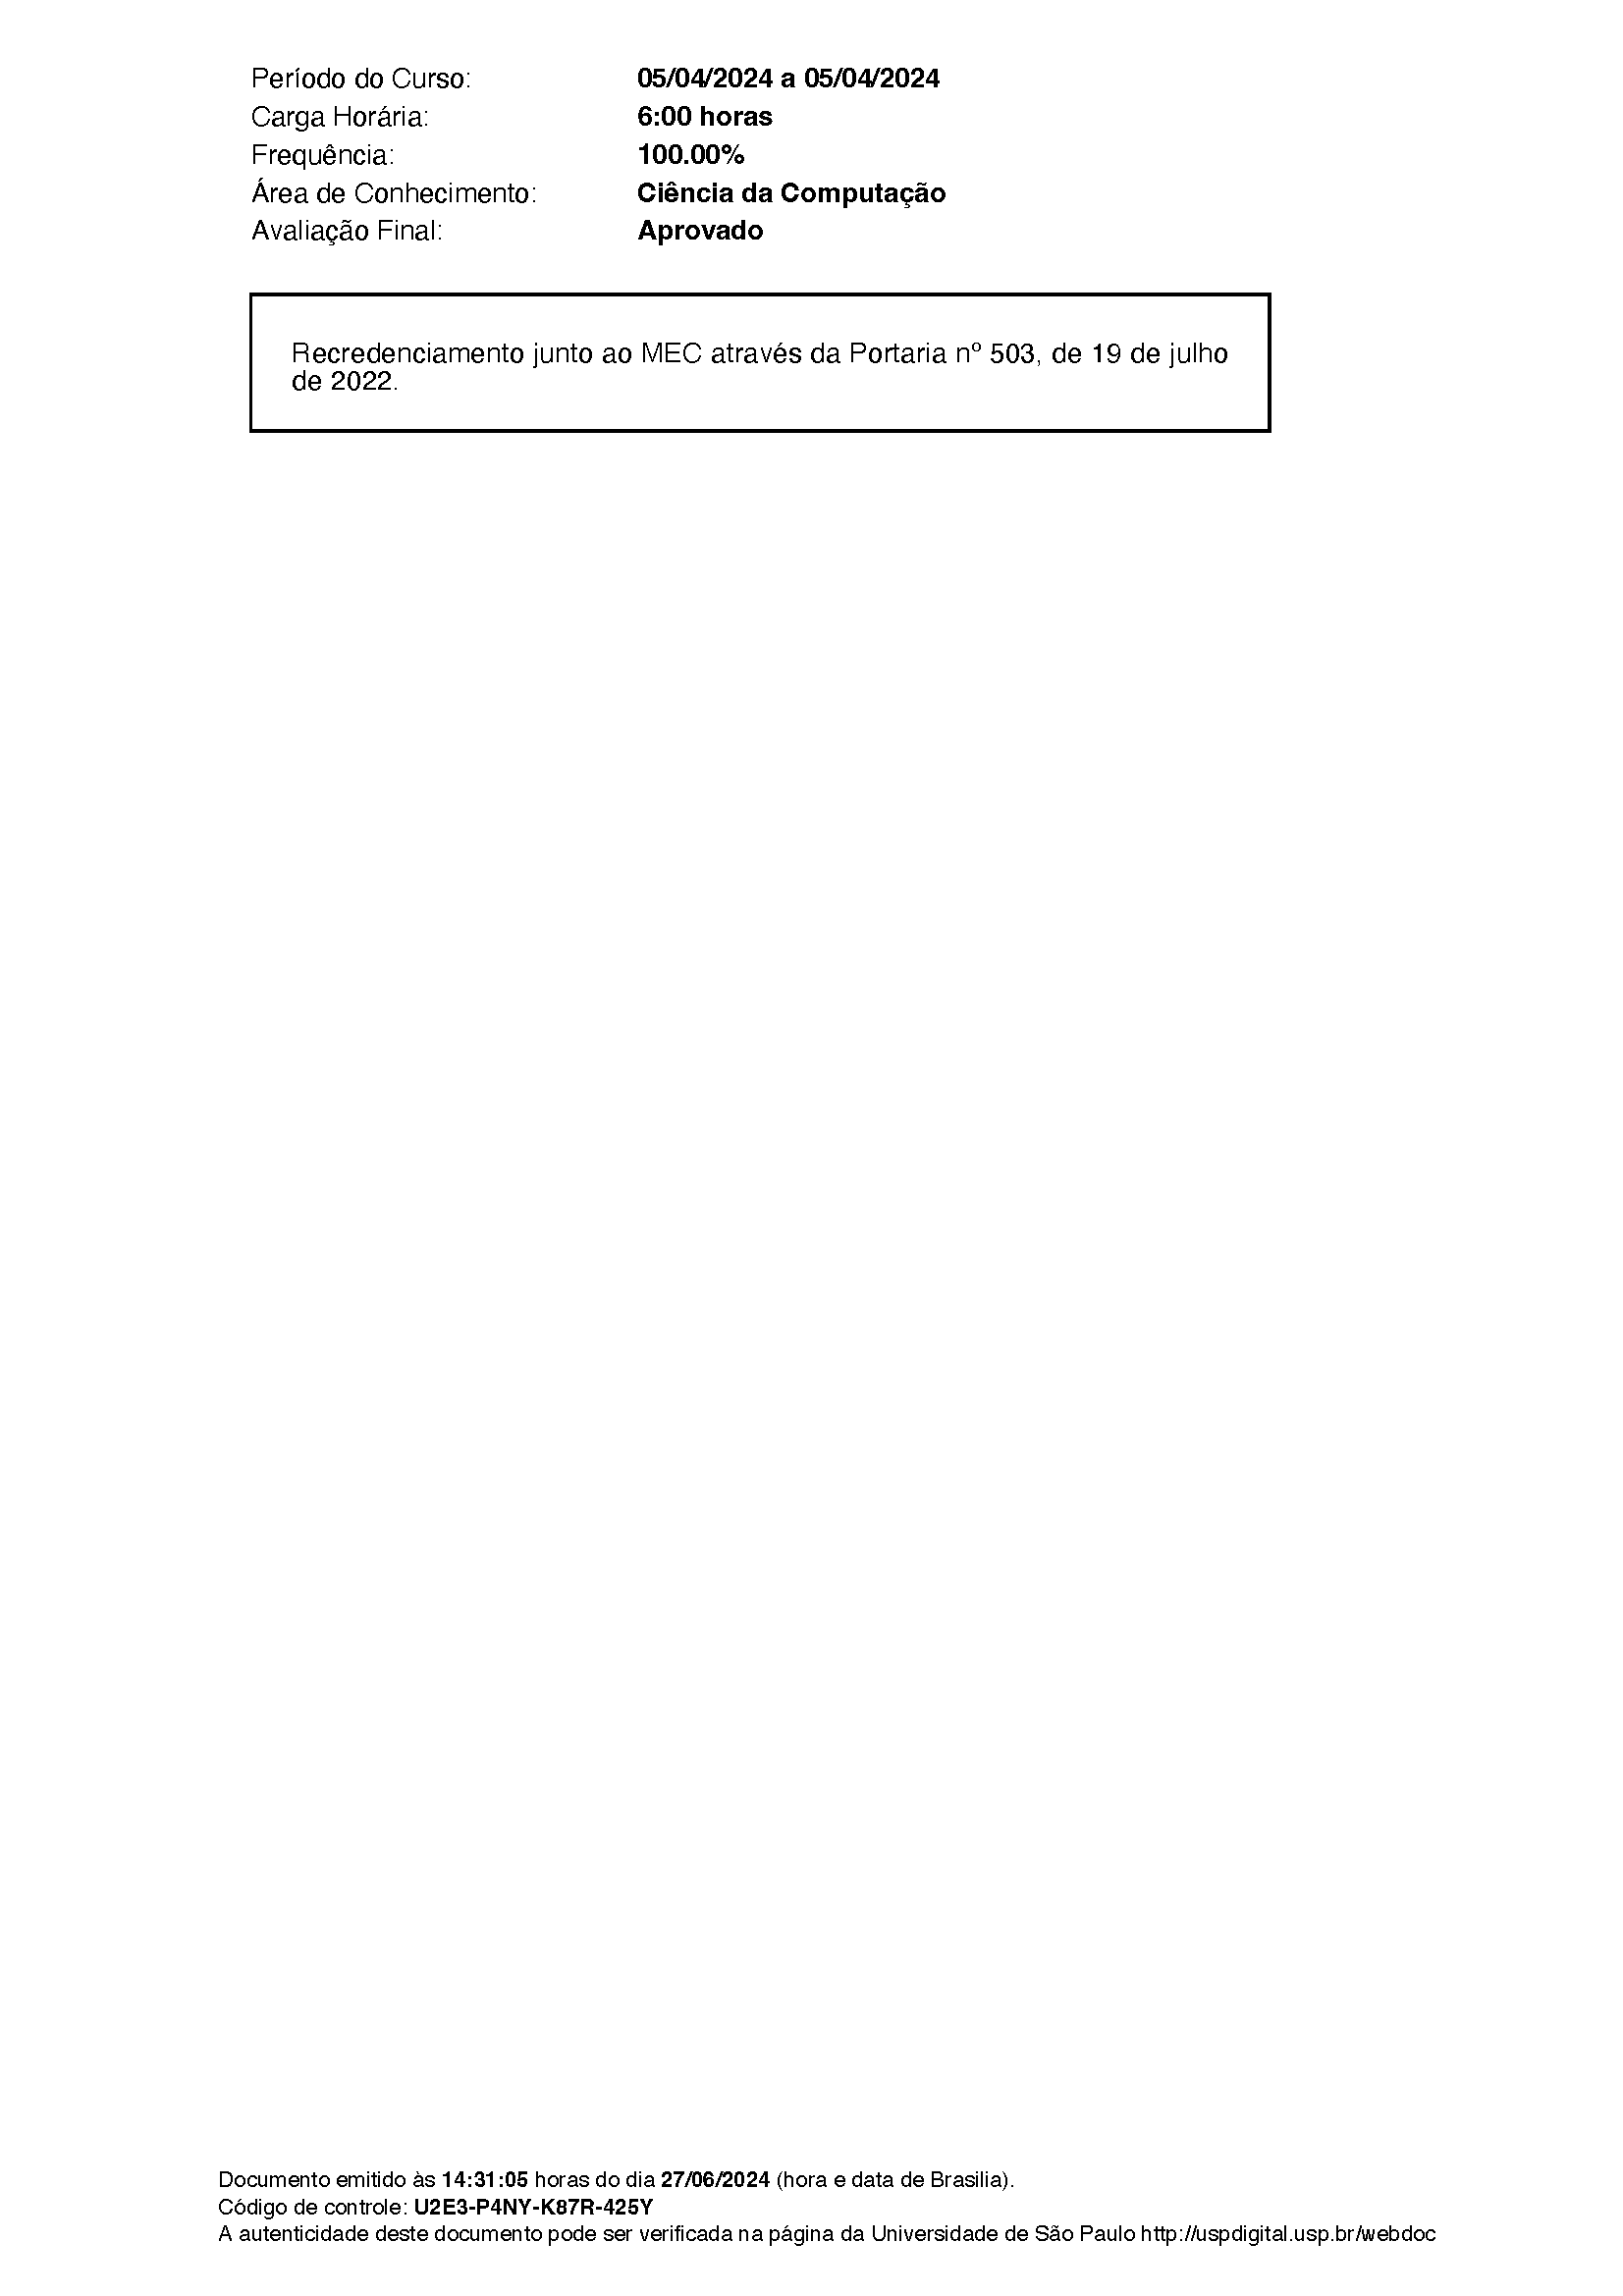 Período do Curso: 05/04/2024 a 05/04/2024
Carga Horária: 6:00 horas
Frequência: 100.00%
Área de Conhecimento: Ciência da Computação
Avaliação Final: Aprovado
Recredenciamento junto ao MEC através da Portaria nº 503, de 19 de julho
de 2022.
Documento emitido às 14:31:05 horas do dia 27/06/2024 (hora e data de Brasilia).
Código de controle: U2E3-P4NY-K87R-425Y
A autenticidade deste documento pode ser verificada na página da Universidade de São Paulo http://uspdigital.usp.br/webdoc